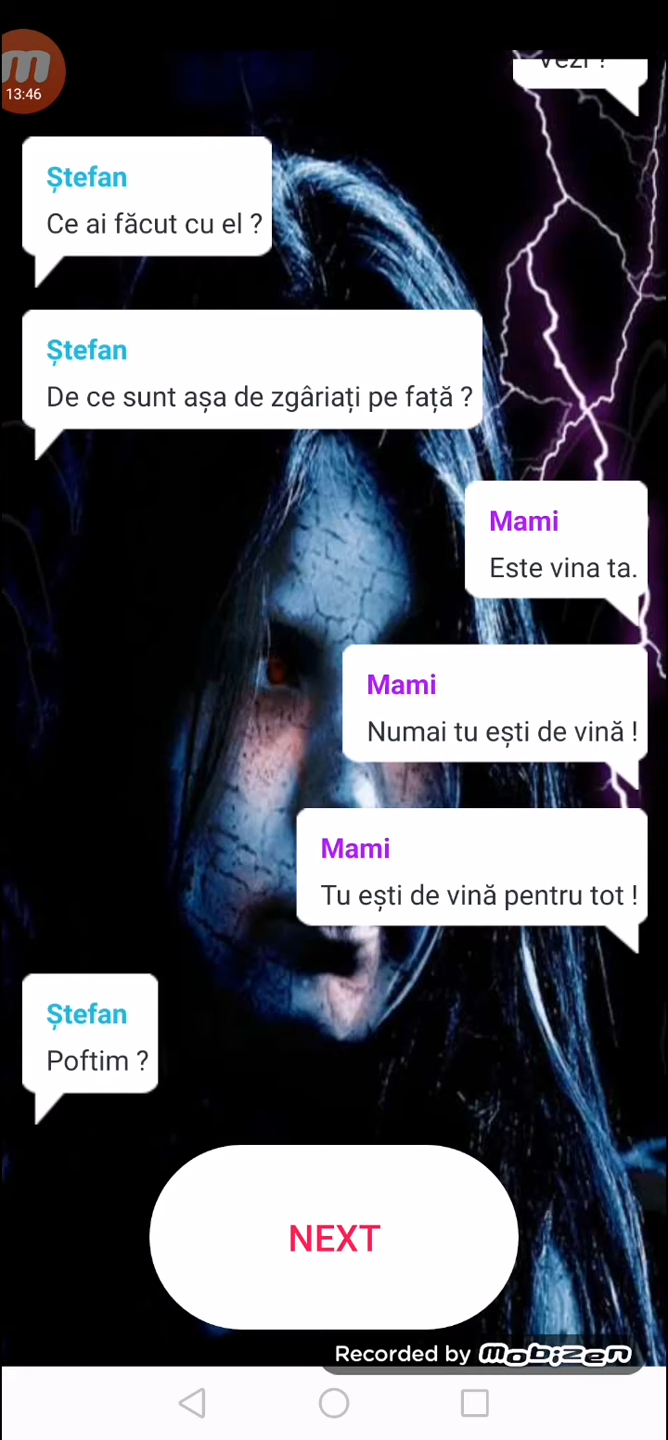 m
13:46
Vezi ?
Ștefan
Ce ai făcut cu el ?
Ștefan
De ce sunt așa de zgâriați pe față ?
Mami
Este vina ta.
Mami
Numai tu ești de vină !
Mami
Tu ești de vină pentru tot !
Ștefan
Poftim ?
NEXT
Recorded by mobizen